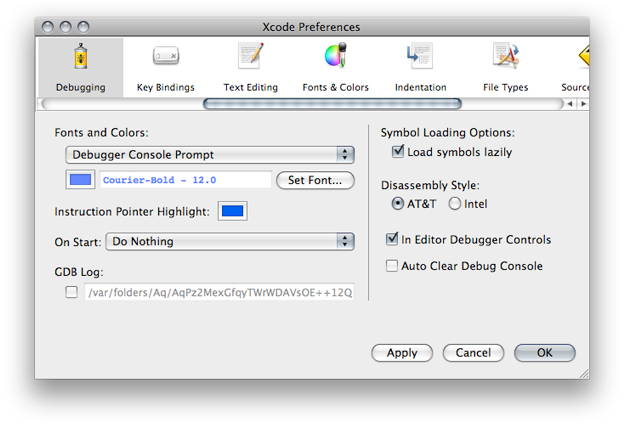 Xcode Preferences
Debugging Key Bindings Text Editing Fonts & Colors Indentation File Types Source
Fonts and Colors:
Debugger Console Prompt
Courier-Bold - 12.0 Set Font...
Instruction Pointer Highlight:
On Start: Do Nothing
GDB Log:
/var/folders/Aq/AqPz2MexGfqyTWrWDAVsOE++12Q
Symbol Loading Options:
Load symbols lazily
Disassembly Style:
AT&T Intel
In Editor Debugger Controls
Auto Clear Debug Console
Apply Cancel OK